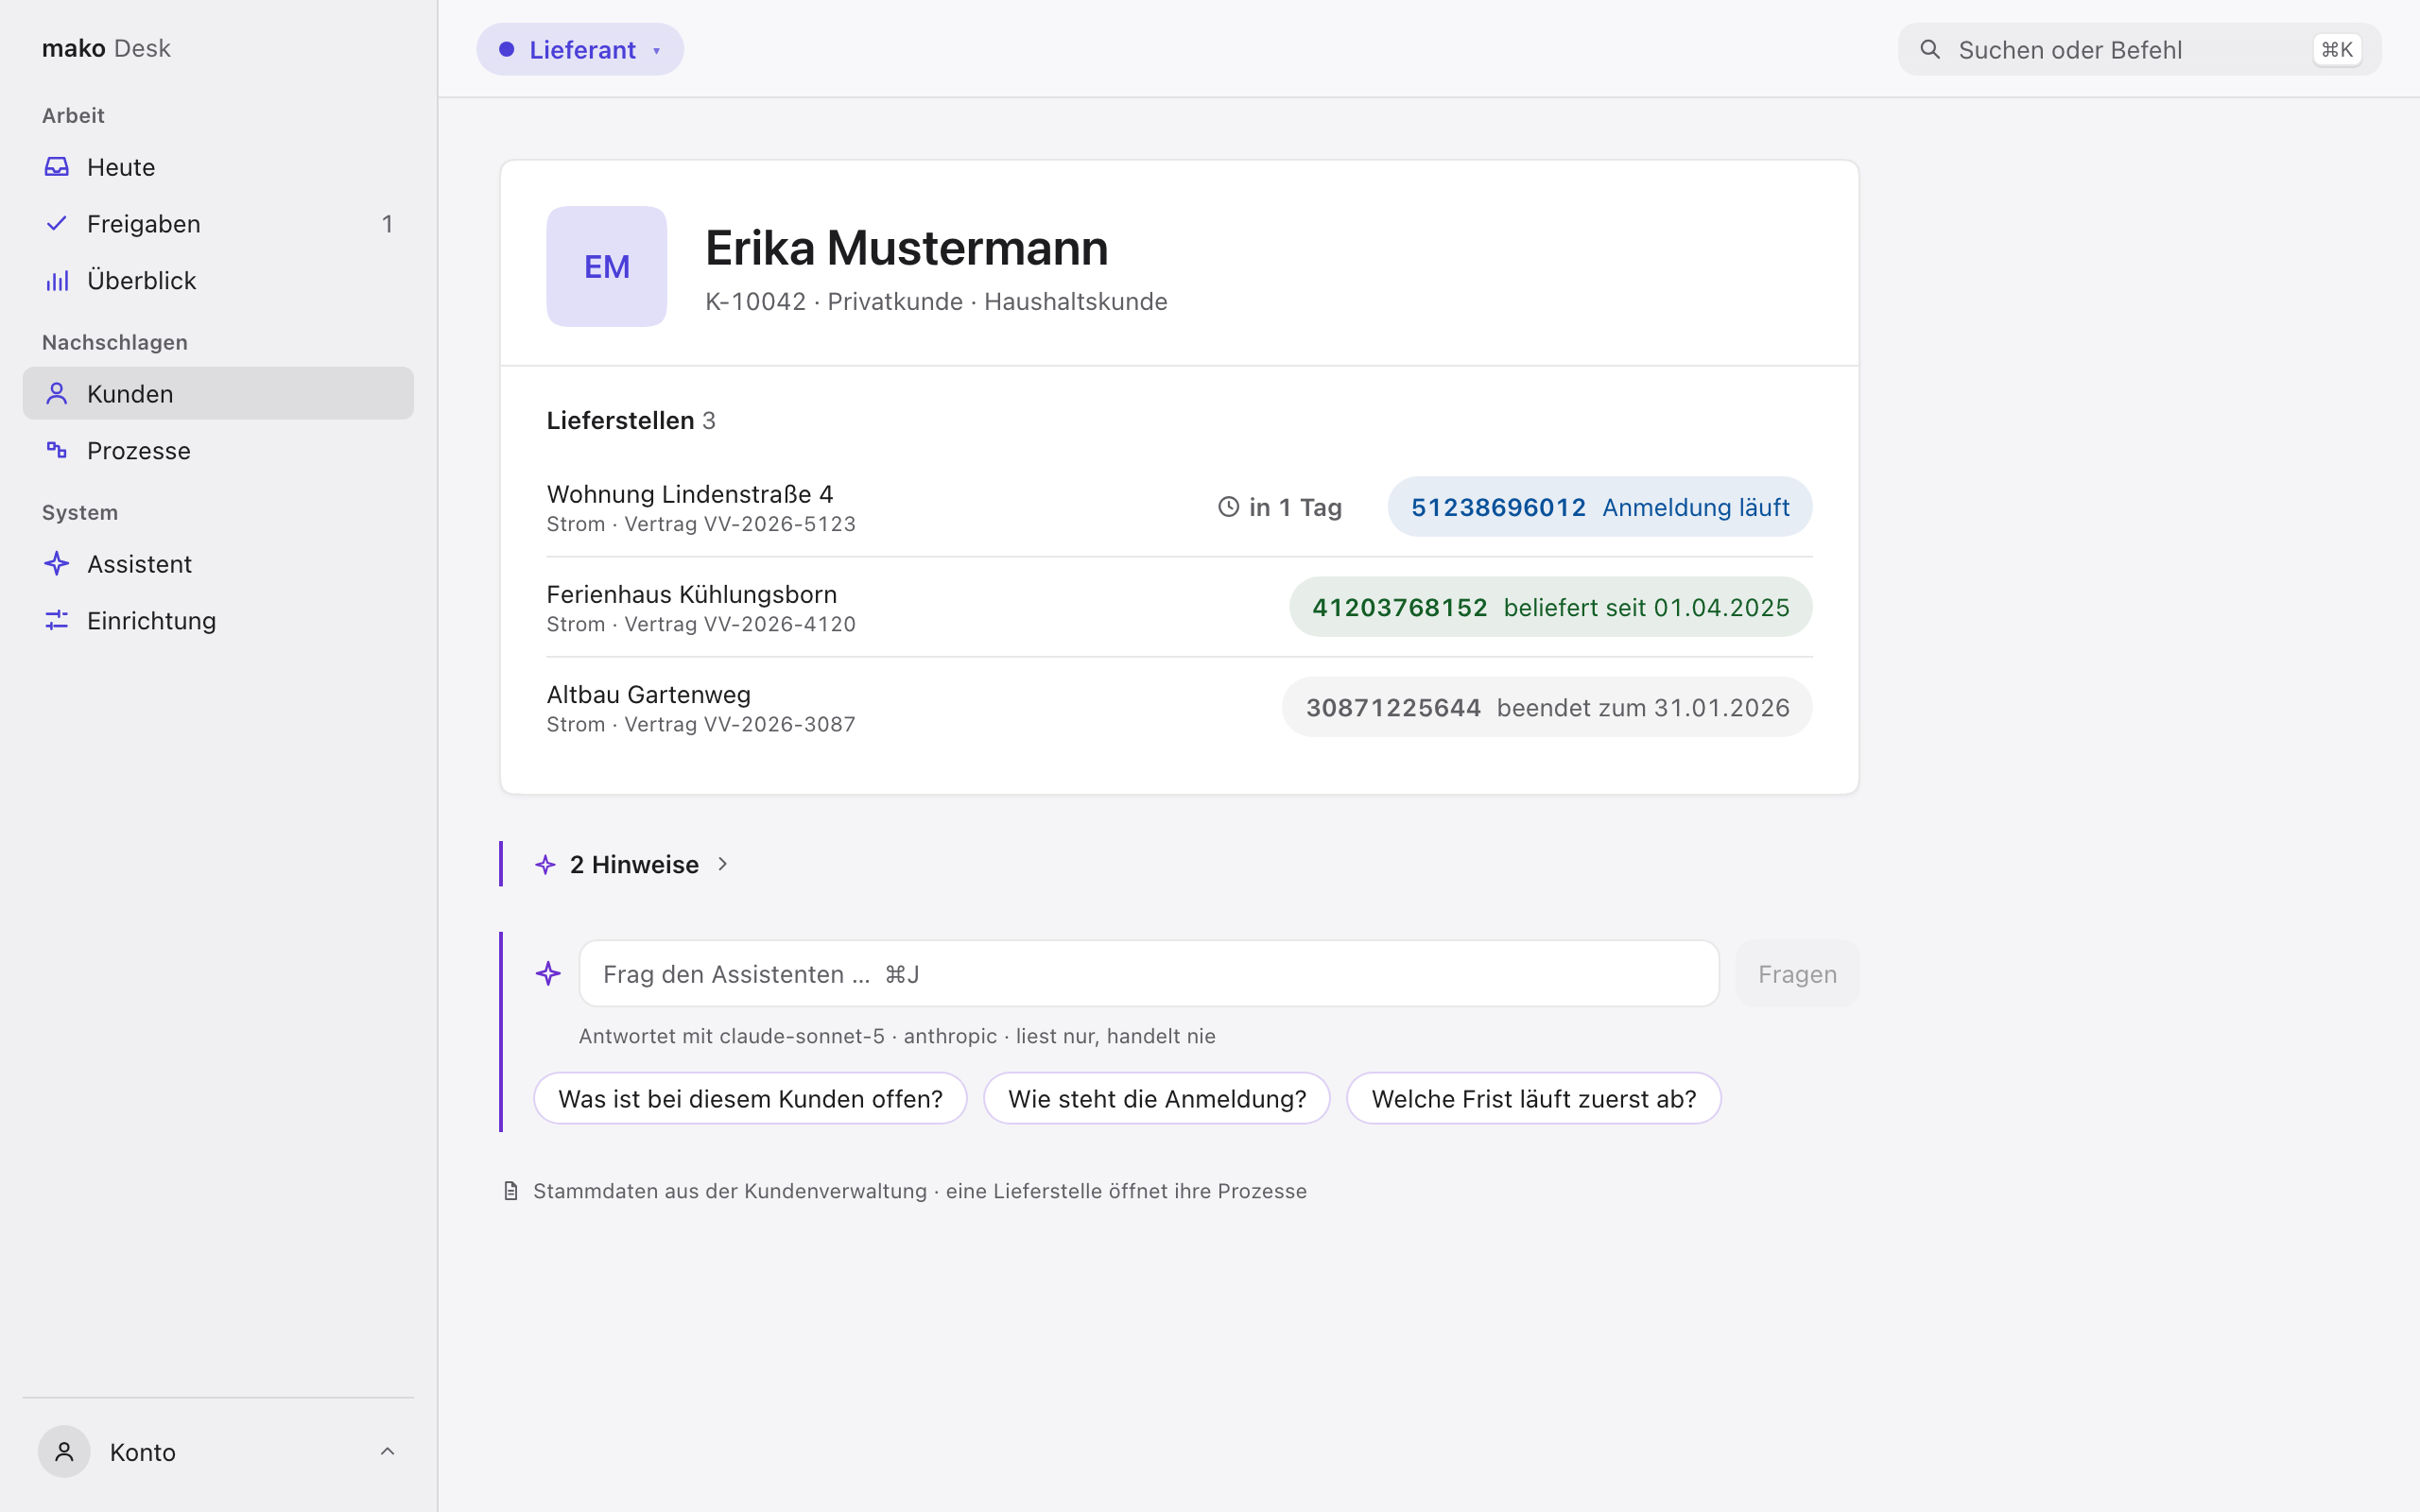 mako Desk
Arbeit
Heute
Freigaben 1
Überblick
Nachschlagen
Kunden
Prozesse
System
Assistent
Einrichtung
Konto
Lieferant
Suchen oder Befehl ⌘K
EM
Erika Mustermann
K-10042 · Privatkunde · Haushaltskunde
Lieferstellen 3
Wohnung Lindenstraße 4
Strom · Vertrag VV-2026-5123
in 1 Tag
51238696012 Anmeldung läuft
Ferienhaus Kühlungsborn
Strom · Vertrag VV-2026-4120
41203768152 beliefert seit 01.04.2025
Altbau Gartenweg
Strom · Vertrag VV-2026-3087
30871225644 beendet zum 31.01.2026
2 Hinweise
Frag den Assistenten … ⌘J
Fragen
Antwortet mit claude-sonnet-5 · anthropic · liest nur, handelt nie
Was ist bei diesem Kunden offen?
Wie steht die Anmeldung?
Welche Frist läuft zuerst ab?
Stammdaten aus der Kundenverwaltung · eine Lieferstelle öffnet ihre Prozesse